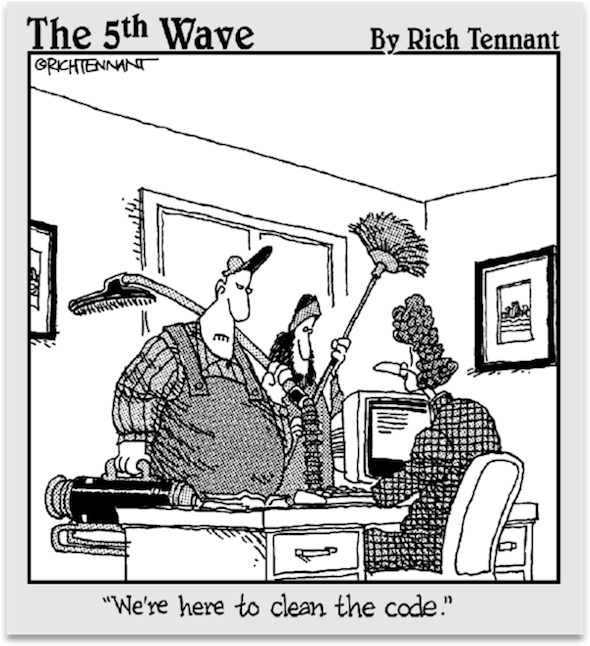 The 5th Wave
By Rich Tennant
©RICHTENNANT
"We're here to clean the code."